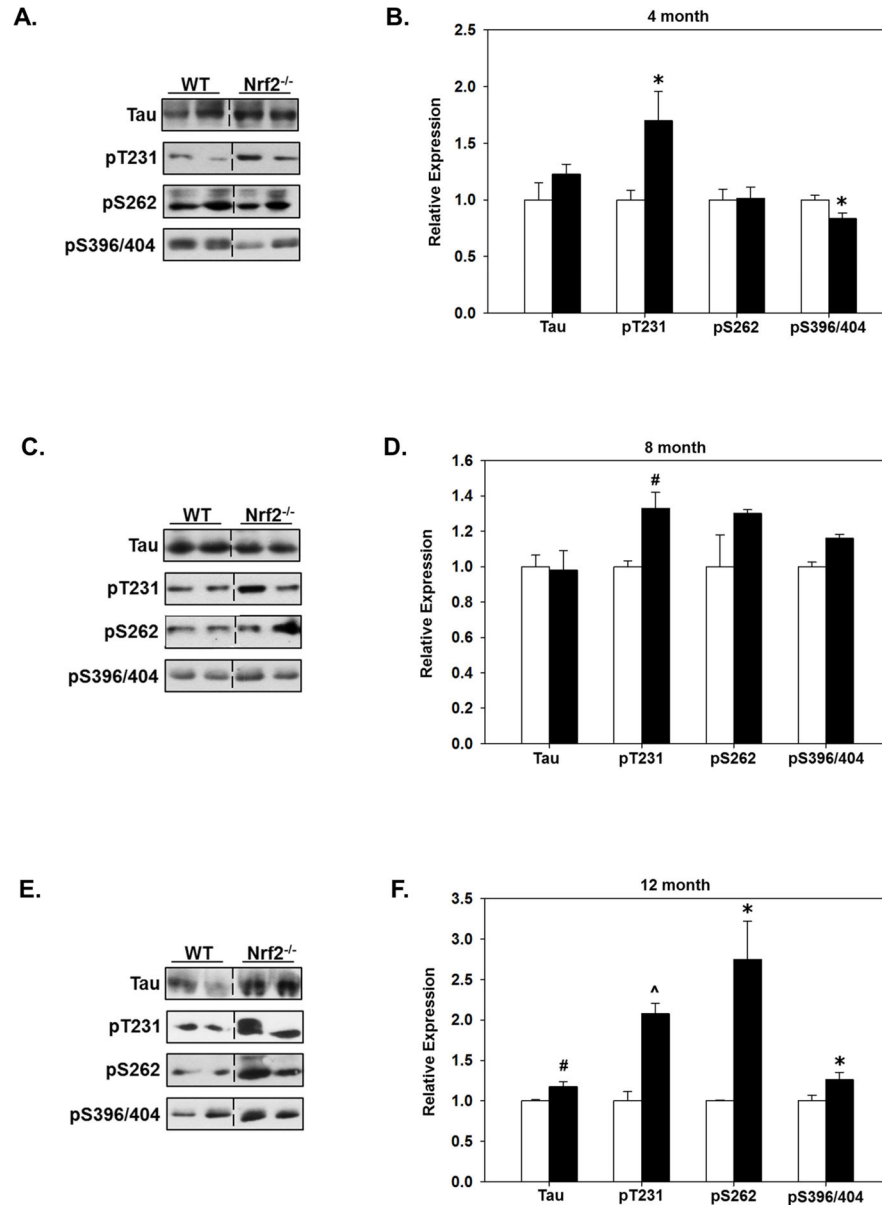 A.
WT Nrf2-/-
Tau
pT231
pS262
pS396/404
B.
4 month
Relative Expression
2.5
2.0
1.5
1.0
0.5
0.0
*
*
Tau pT231 pS262 pS396/404
C.
WT Nrf2-/-
Tau
pT231
pS262
pS396/404
D.
8 month
Relative Expression
1.6
1.4
1.2
1.0
0.8
0.6
0.4
0.2
0.0
#
Tau pT231 pS262 pS396/404
E.
WT Nrf2-/-
Tau
pT231
pS262
pS396/404
F.
12 month
Relative Expression
3.5
3.0
2.5
2.0
1.5
1.0
0.5
0.0
# ^ * *
Tau pT231 pS262 pS396/404